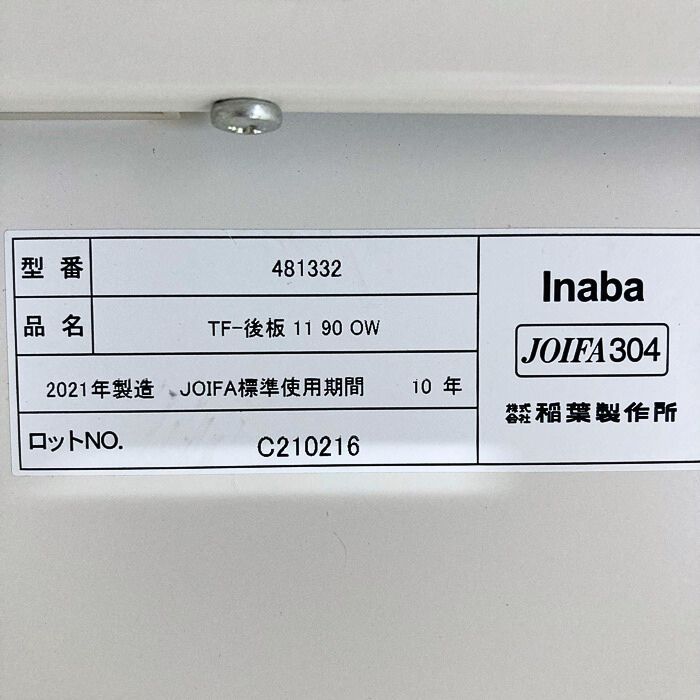 型番 481332
品名 TF-後板 11 90 OW
2021年製造 JOIFA標準使用期間 10 年
ロットNO. C210216
Inaba
JOIFA304
株式会社 稲葉製作所